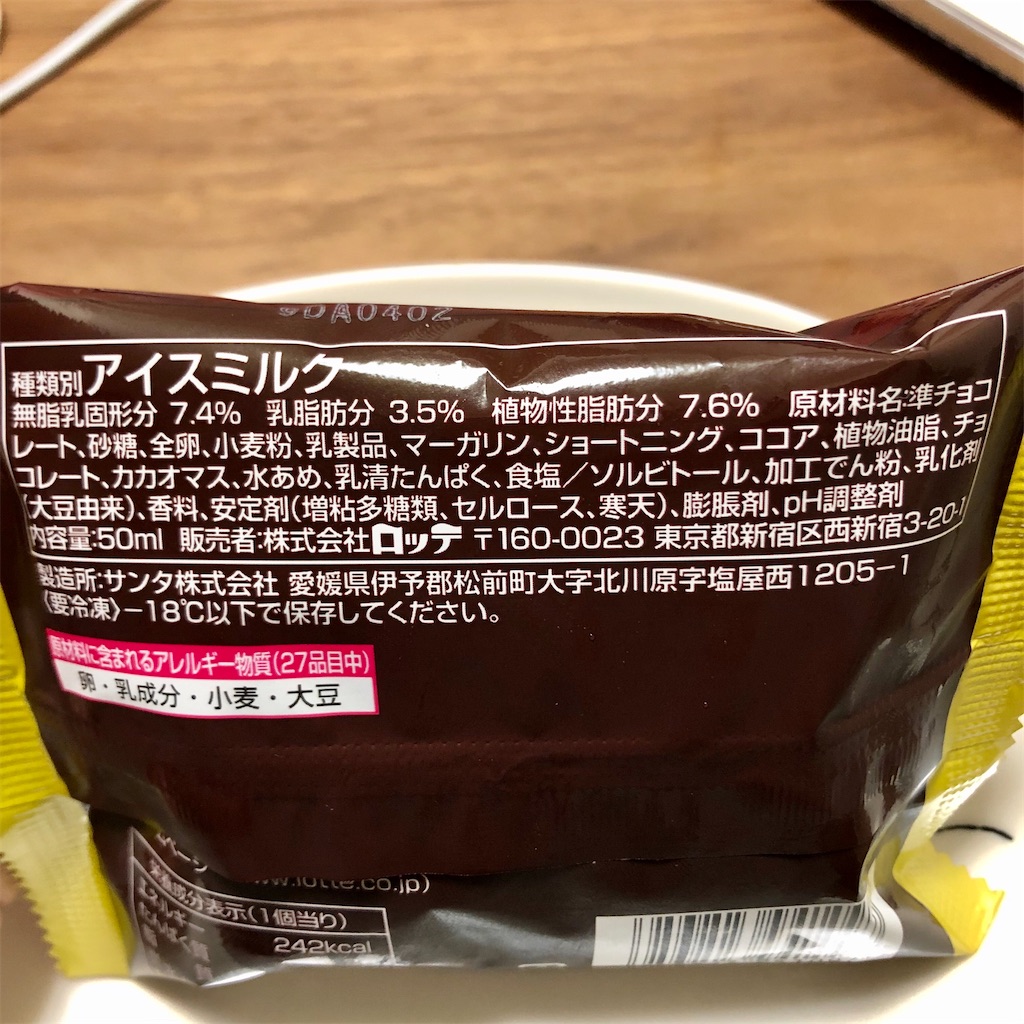 DA0402
種類別 アイスミルク
無脂乳固形分 7.4% 乳脂肪分 3.5% 植物性脂肪分 7.6% 原材料名:準チョコ
レート、砂糖、全卵、小麦粉、乳製品、マーガリン、ショートニング、ココア、植物油脂、チョ
コレート、カカオマス、水あめ、乳清たんぱく、食塩／ソルビトール、加工でん粉、乳化剤
(大豆由来)、香料、安定剤(増粘多糖類、セルロース、寒天)、膨脹剤、pH調整剤
内容量:50ml 販売者:株式会社ロッテ 〒160-0023 東京都新宿区西新宿3-20-1
製造所:サンタ株式会社 愛媛県伊予郡松前町大字北川原字塩屋西1205-1
〈要冷凍〉-18℃以下で保存してください。
原材料に含まれるアレルギー物質(27品目中)
卵・乳成分・小麦・大豆
www.lotte.co.jp)
栄養成分表示(1個当り)
エネルギー 242kcal
たんぱく質